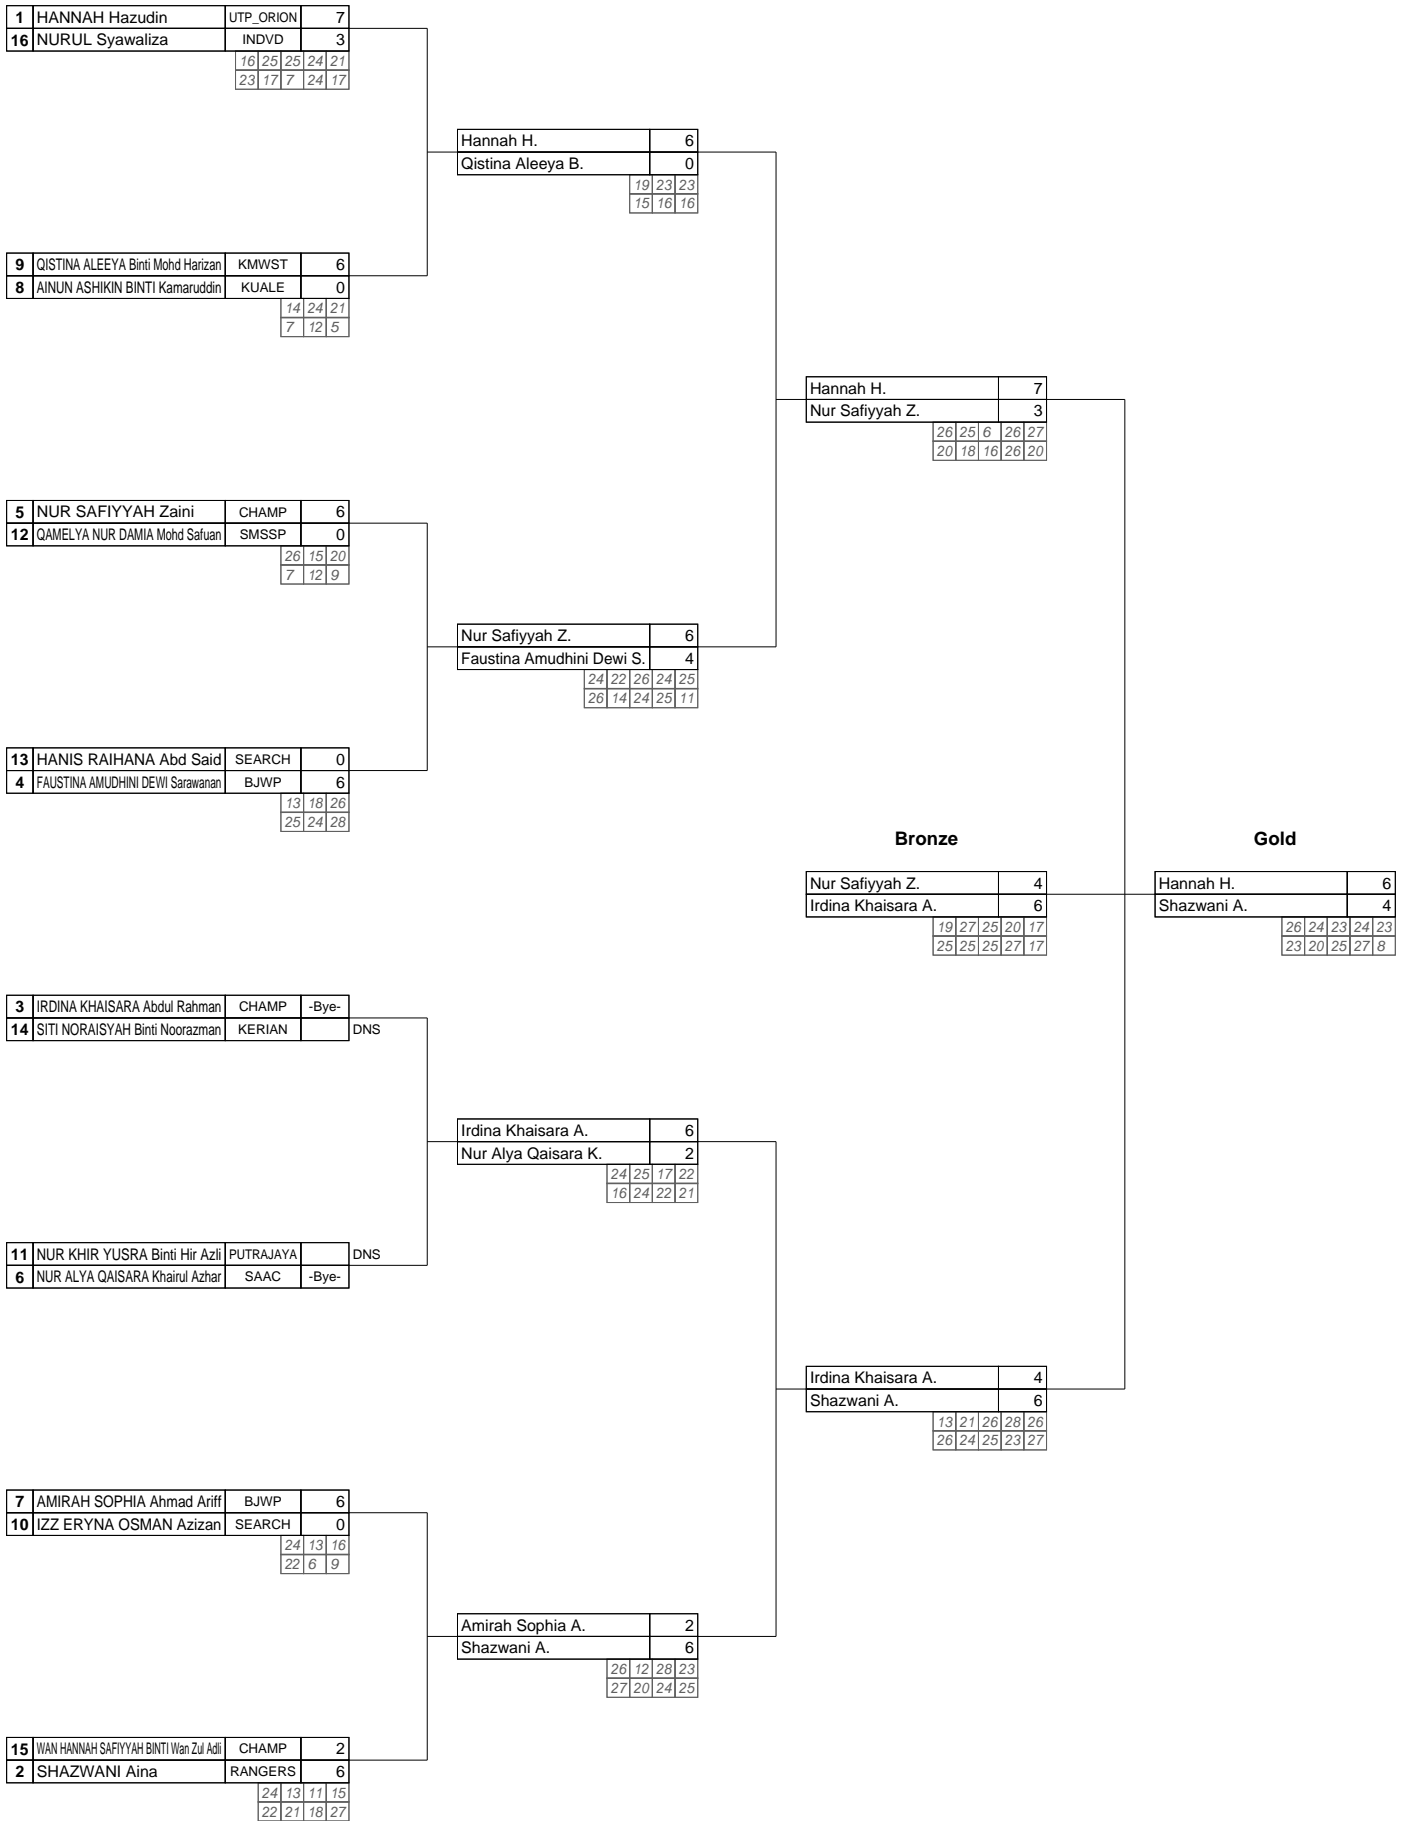 1 HANNAH Hazudin UTP_ORION 7
16 NURUL Syawaliza INDVD 3
16 25 25 24 21
23 17 7 24 17
Hannah H. 6
Qistina Aleeya B. 0
19 23 23
15 16 16
9 QISTINA ALEEYA Binti Mohd Harizan KMWST 6
8 AINUN ASHIKIN BINTI Kamaruddin KUALE 0
14 24 21
7 12 5
Hannah H. 7
Nur Safiyyah Z. 3
26 25 6 26 27
20 18 16 26 20
5 NUR SAFIYYAH Zaini CHAMP 6
12 QAMELYA NUR DAMIA Mohd Safuan SMSSP 0
26 15 20
7 12 9
Nur Safiyyah Z. 6
Faustina Amudhini Dewi S. 4
24 22 26 24 25
26 14 24 25 11
13 HANIS RAIHANA Abd Said SEARCH 0
4 FAUSTINA AMUDHINI DEWI Sarawanan BJWP 6
13 18 26
25 24 28
Bronze Gold
Nur Safiyyah Z. 4
Irdina Khaisara A. 6
19 27 25 20 17
25 25 25 27 17
Hannah H. 6
Shazwani A. 4
26 24 23 24 23
23 20 25 27 8
3 IRDINA KHAISARA Abdul Rahman CHAMP -Bye-
14 SITI NORAISYAH Binti Noorazman KERIAN DNS
Irdina Khaisara A. 6
Nur Alya Qaisara K. 2
24 25 17 22
16 24 22 21
11 NUR KHIR YUSRA Binti Hir Azli PUTRAJAYA DNS
6 NUR ALYA QAISARA Khairul Azhar SAAC -Bye-
Irdina Khaisara A. 4
Shazwani A. 6
13 21 26 28 26
26 24 25 23 27
7 AMIRAH SOPHIA Ahmad Ariff BJWP 6
10 IZZ ERYNA OSMAN Azizan SEARCH 0
24 13 16
22 6 9
Amirah Sophia A. 2
Shazwani A. 6
26 12 28 23
27 20 24 25
15 WAN HANNAH SAFIYYAH BINTI Wan Zul Adli CHAMP 2
2 SHAZWANI Aina RANGERS 6
24 13 11 15
22 21 18 27